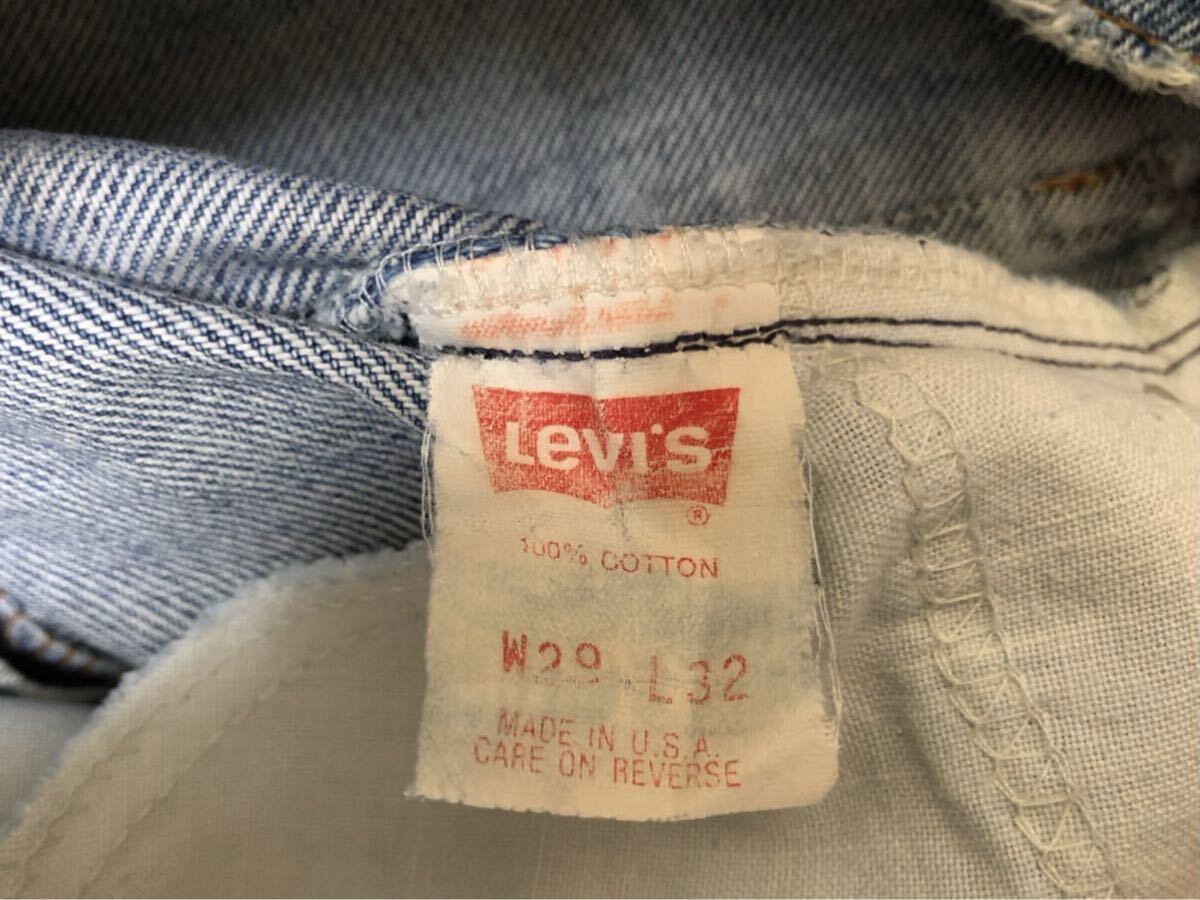 Levi's
®
100% COTTON
W29 L32
MADE IN U.S.A.
CARE ON REVERSE